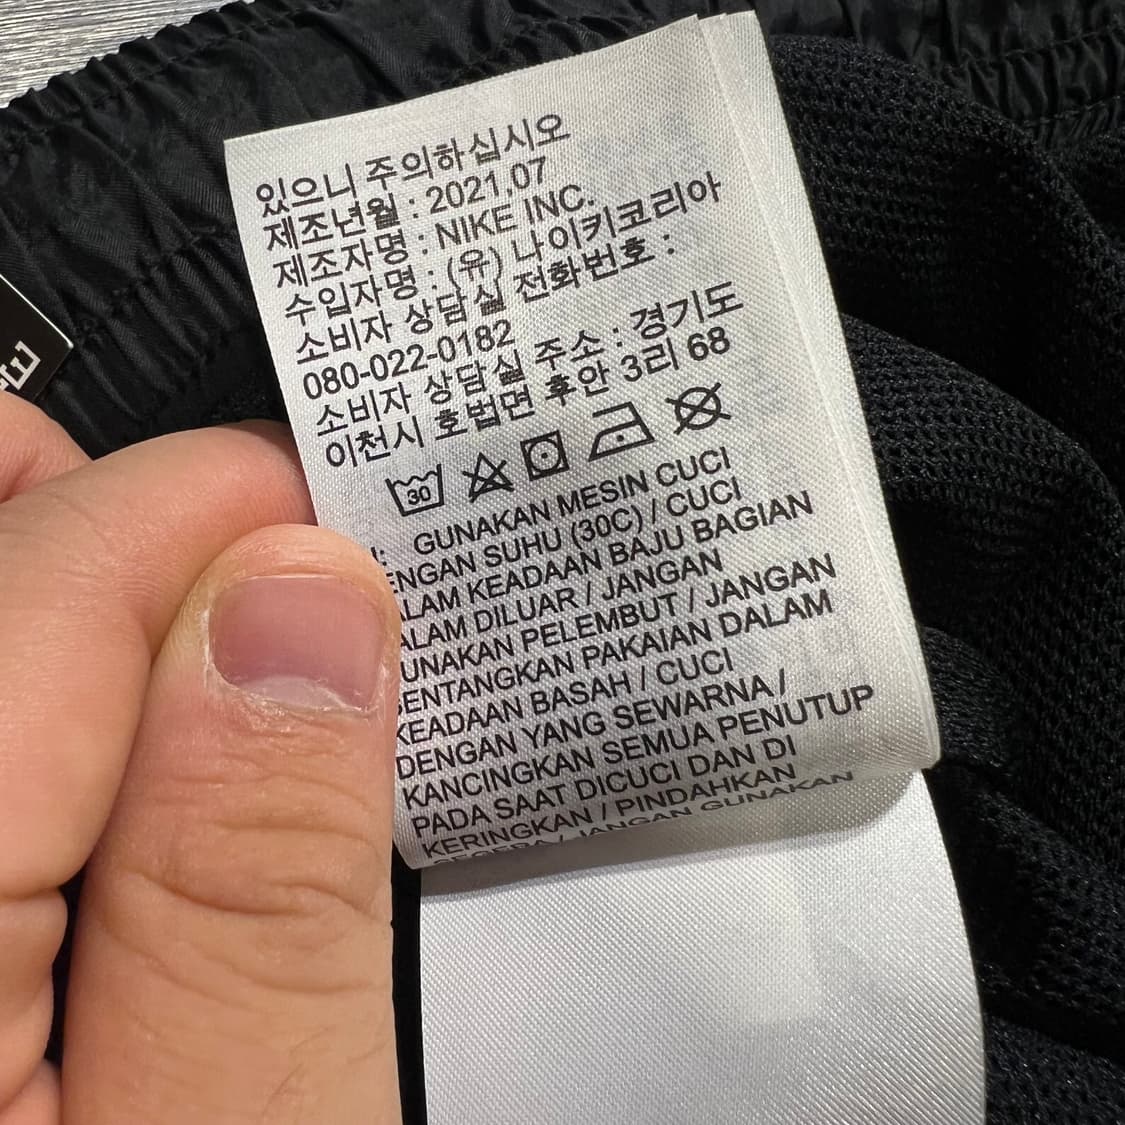 있으니 주의하십시오
제조년월 : 2021.07
제조자명 : NIKE INC.
수입자명 : (유) 나이키코리아
소비자 상담실 전화번호 :
080-022-0182
소비자 상담실 주소 : 경기도
이천시 호법면 후안 3리 68
30
GUNAKAN MESIN CUCI
ENGAN SUHU (30C) / CUCI
ALAM KEADAAN BAJU BAGIAN
ALAM DILUAR / JANGAN
UNAKAN PELEMBUT / JANGAN
BENTANGKAN PAKAIAN DALAM
KEADAAN BASAH / CUCI
DENGAN YANG SEWARNA /
KANCINGKAN SEMUA PENUTUP
PADA SAAT DICUCI DAN DI
KERINGKAN / PINDAHKAN
SEGERA / JANGAN GUNAKAN